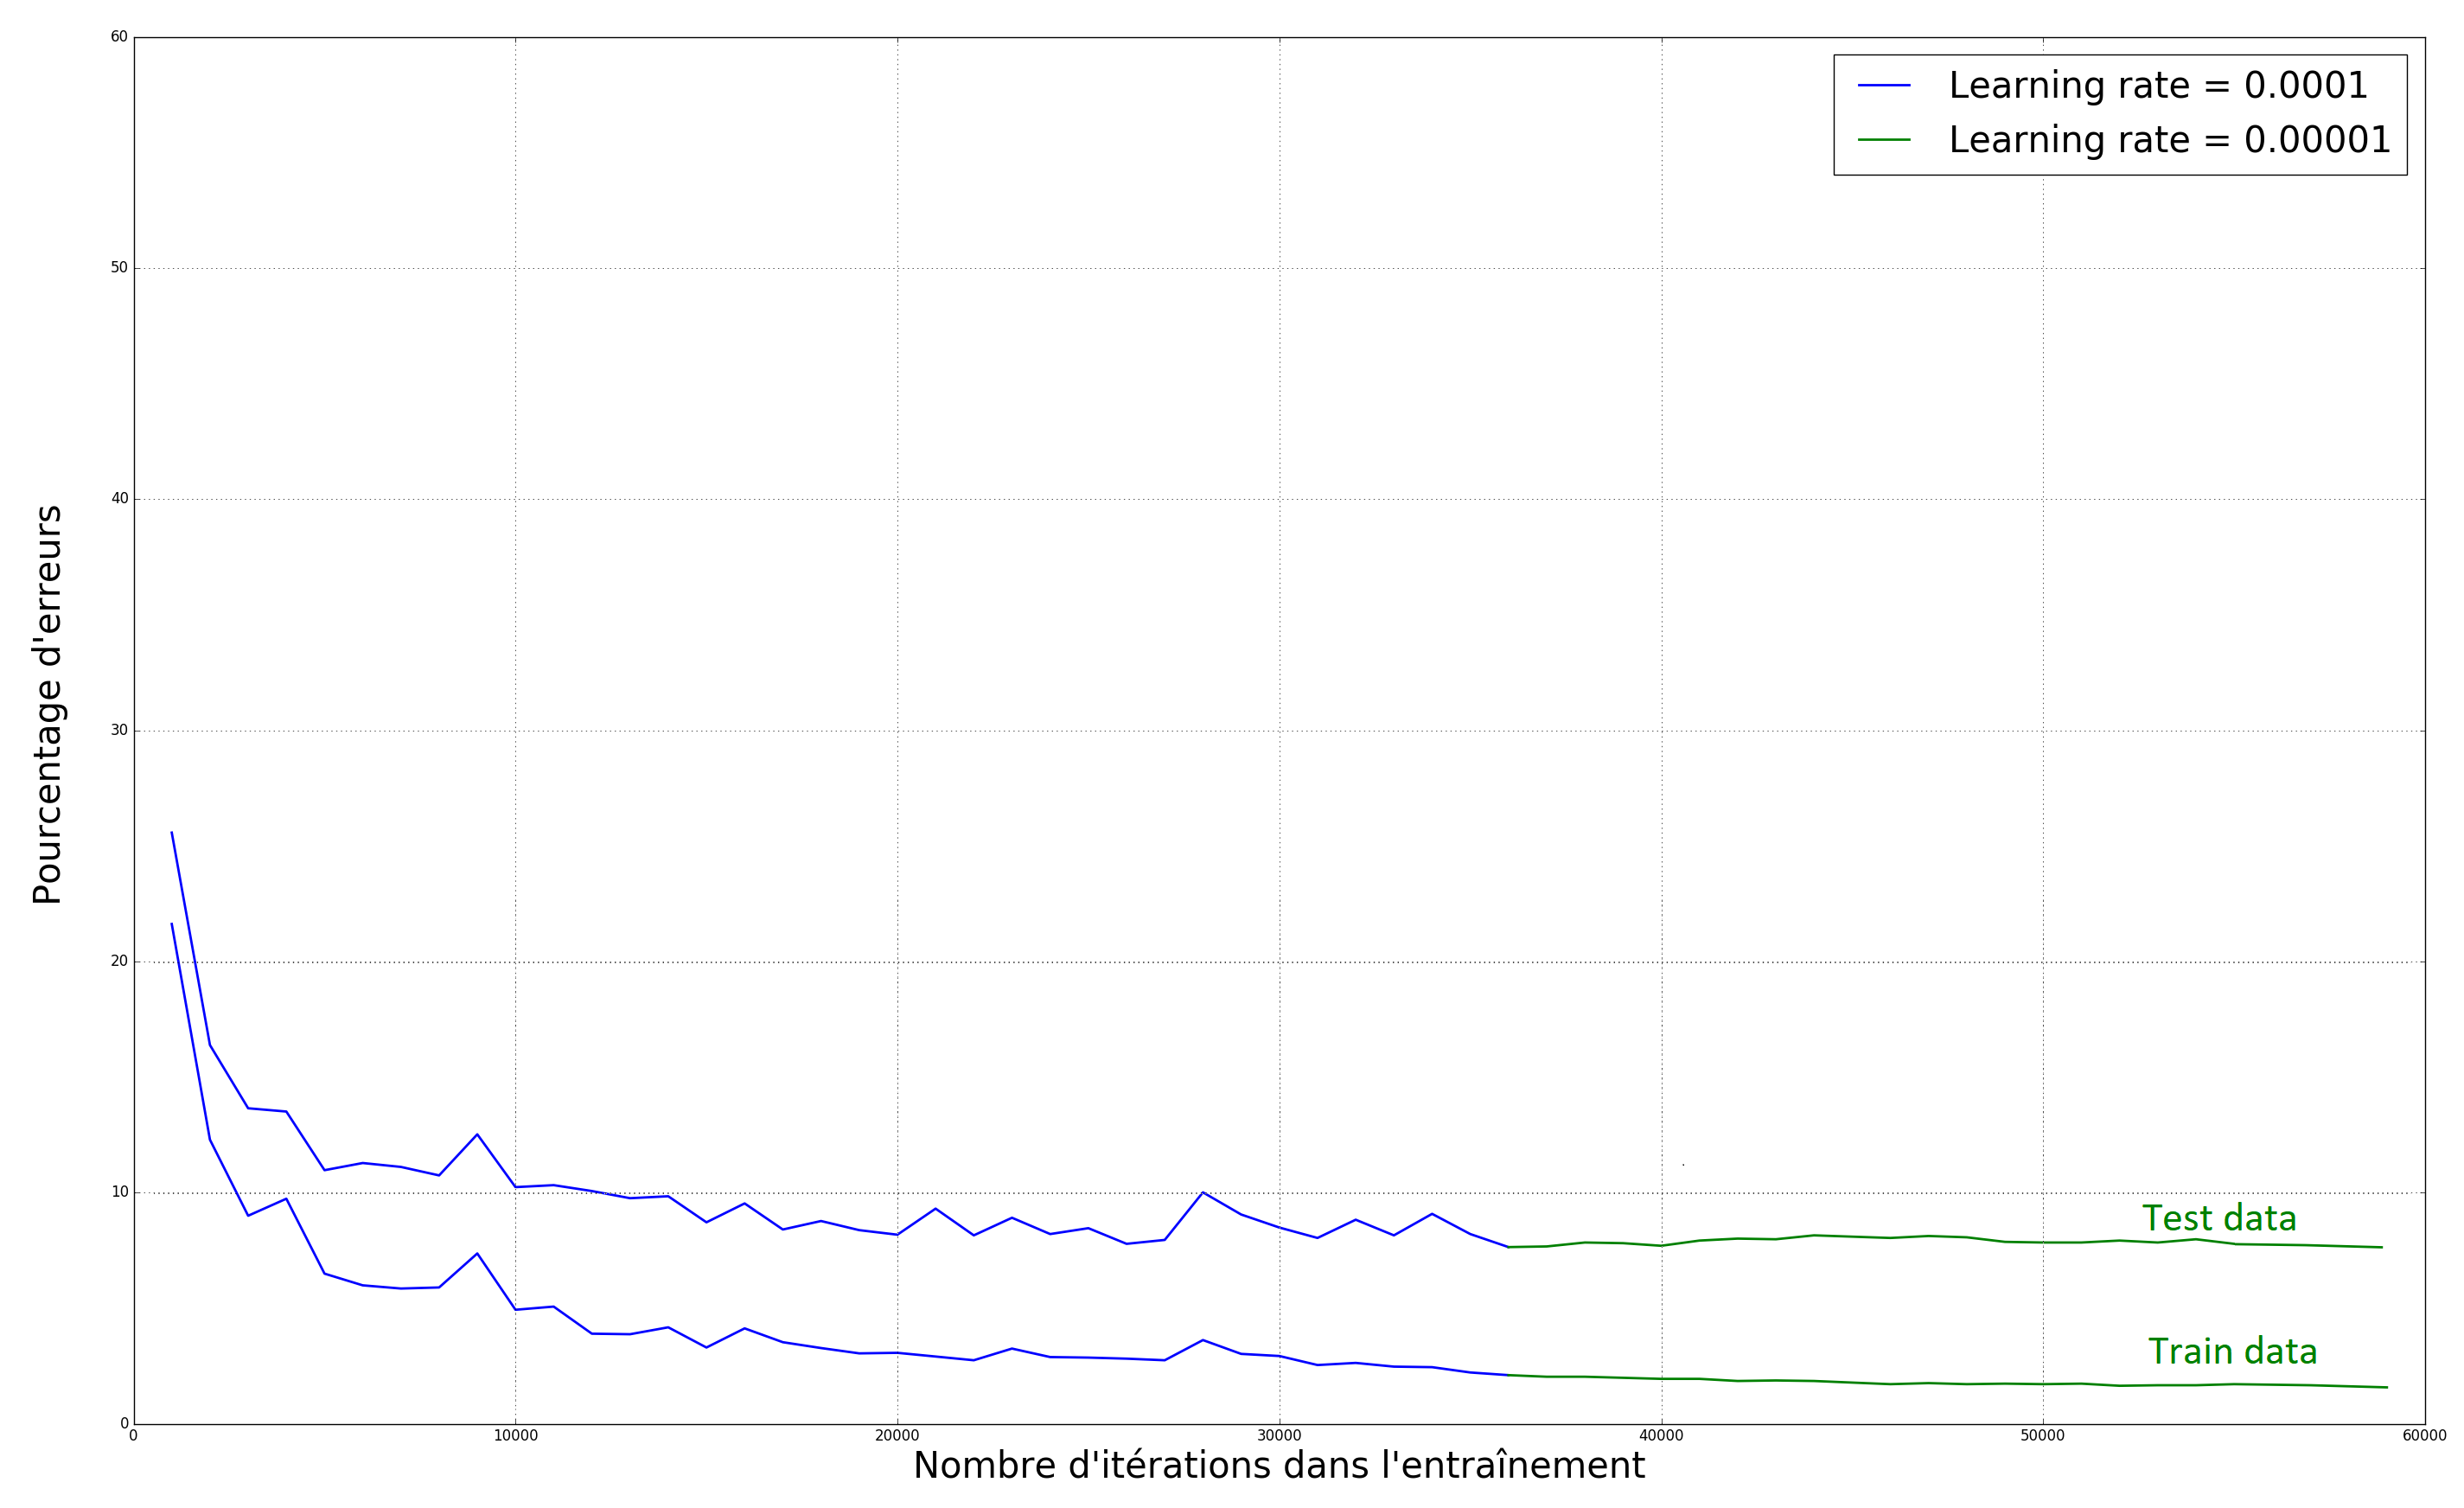 60
50
40
30
20
10
0
Pourcentage d'erreurs
Learning rate = 0.0001
Learning rate = 0.00001
Test data
Train data
0 10000 20000 30000 40000 50000 60000
Nombre d'itérations dans l'entraînement